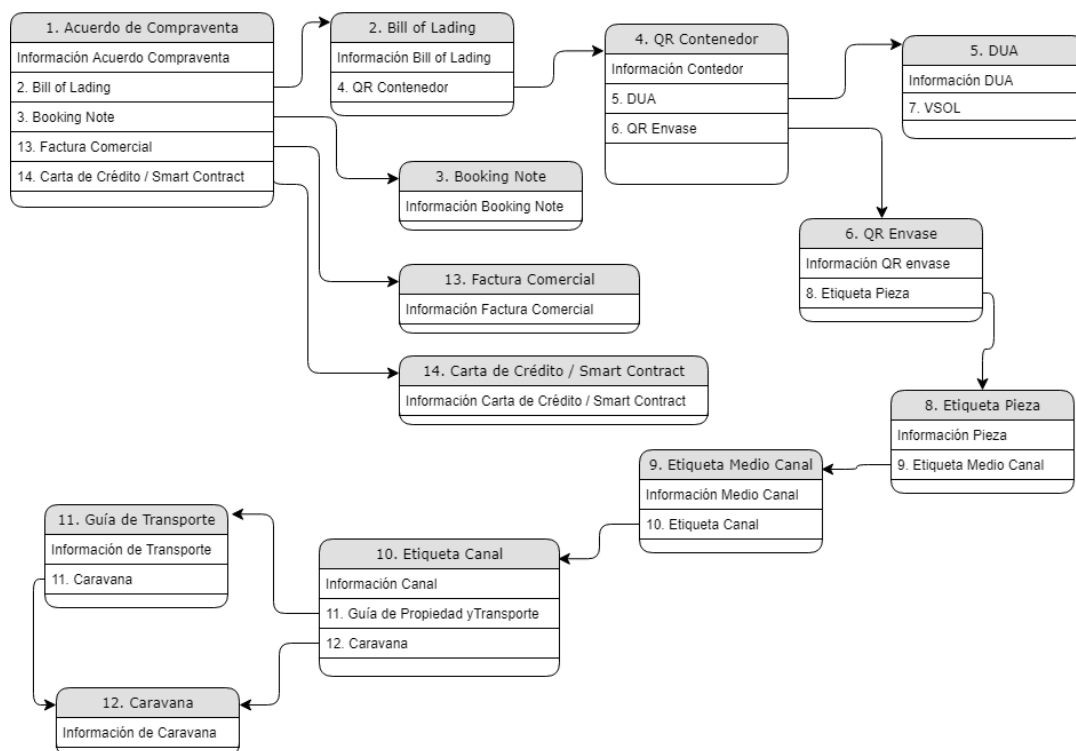 1. Acuerdo de Compraventa
Información Acuerdo Compraventa
2. Bill of Lading
3. Booking Note
13. Factura Comercial
14. Carta de Crédito / Smart Contract
2. Bill of Lading
Información Bill of Lading
4. QR Contenedor
4. QR Contenedor
Información Contedor
5. DUA
6. QR Envase
5. DUA
Información DUA
7. VSOL
3. Booking Note
Información Booking Note
6. QR Envase
Información QR envase
8. Etiqueta Pieza
13. Factura Comercial
Información Factura Comercial
14. Carta de Crédito / Smart Contract
Información Carta de Crédito / Smart Contract
8. Etiqueta Pieza
Información Pieza
9. Etiqueta Medio Canal
9. Etiqueta Medio Canal
Información Medio Canal
10. Etiqueta Canal
10. Etiqueta Canal
Información Canal
11. Guía de Propiedad yTransporte
12. Caravana
11. Guía de Transporte
Información de Transporte
11. Caravana
12. Caravana
Información de Caravana